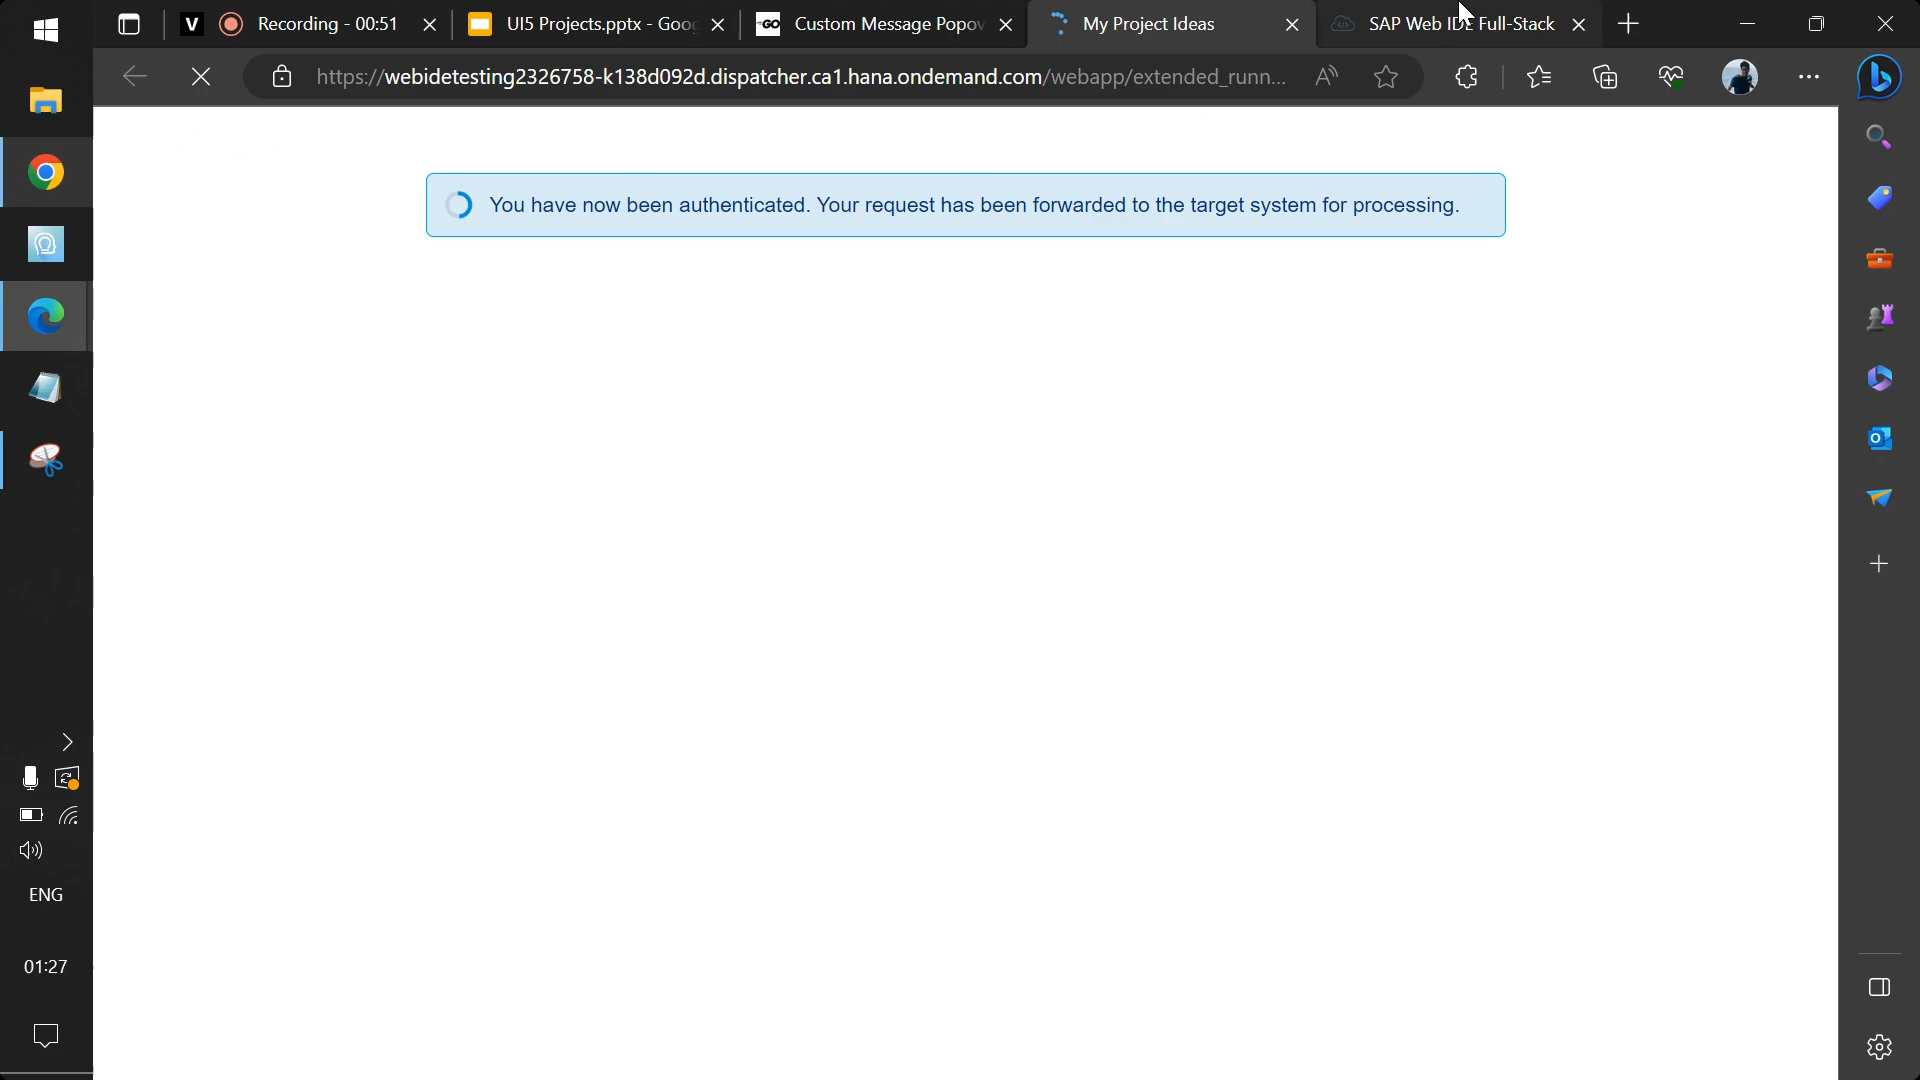 V
Recording - 00:51
UI5 Projects.pptx - Goo
GO
Custom Message Popov
My Project Ideas
SAP Web IDE Full-Stack
https://webidetesting2326758-k138d092d.dispatcher.ca1.hana.ondemand.com/webapp/extended_runn...
You have now been authenticated. Your request has been forwarded to the target system for processing.
ENG
01:27